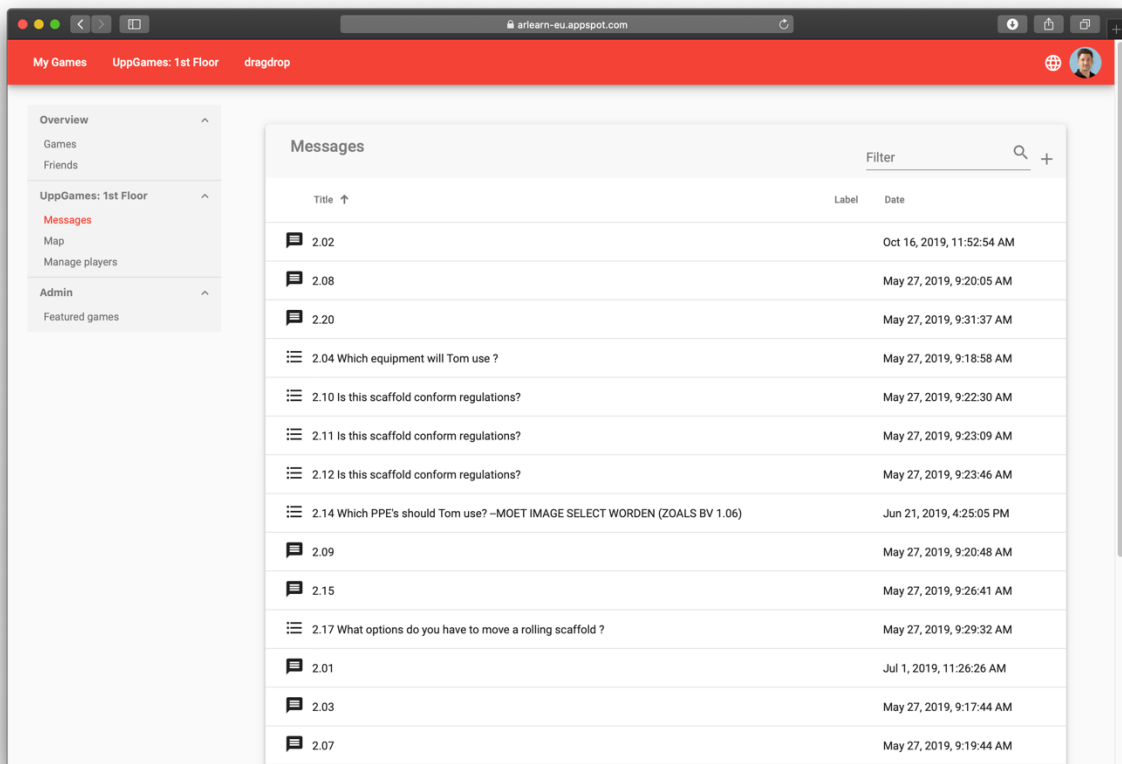 arlearn-eu.appspot.com
My Games UppGames: 1st Floor dragdrop
Overview
Games
Friends
UppGames: 1st Floor
Messages
Map
Manage players
Admin
Featured games
Messages
Filter
Title Label Date
2.02 Oct 16, 2019, 11:52:54 AM
2.08 May 27, 2019, 9:20:05 AM
2.20 May 27, 2019, 9:31:37 AM
2.04 Which equipment will Tom use ? May 27, 2019, 9:18:58 AM
2.10 Is this scaffold conform regulations? May 27, 2019, 9:22:30 AM
2.11 Is this scaffold conform regulations? May 27, 2019, 9:23:09 AM
2.12 Is this scaffold conform regulations? May 27, 2019, 9:23:46 AM
2.14 Which PPE's should Tom use? --MOET IMAGE SELECT WORDEN (ZOALS BV 1.06) Jun 21, 2019, 4:25:05 PM
2.09 May 27, 2019, 9:20:48 AM
2.15 May 27, 2019, 9:26:41 AM
2.17 What options do you have to move a rolling scaffold ? May 27, 2019, 9:29:32 AM
2.01 Jul 1, 2019, 11:26:26 AM
2.03 May 27, 2019, 9:17:44 AM
2.07 May 27, 2019, 9:19:44 AM